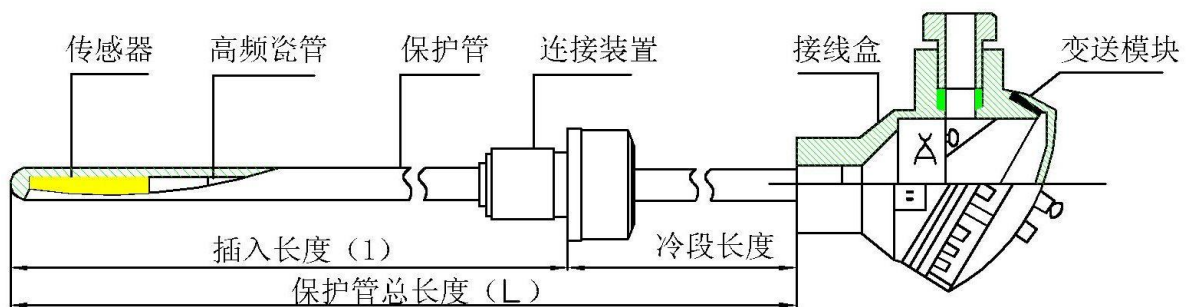 传感器
高频瓷管
保护管
连接装置
接线盒
变送模块
插入长度（1）
冷段长度
保护管总长度（L）